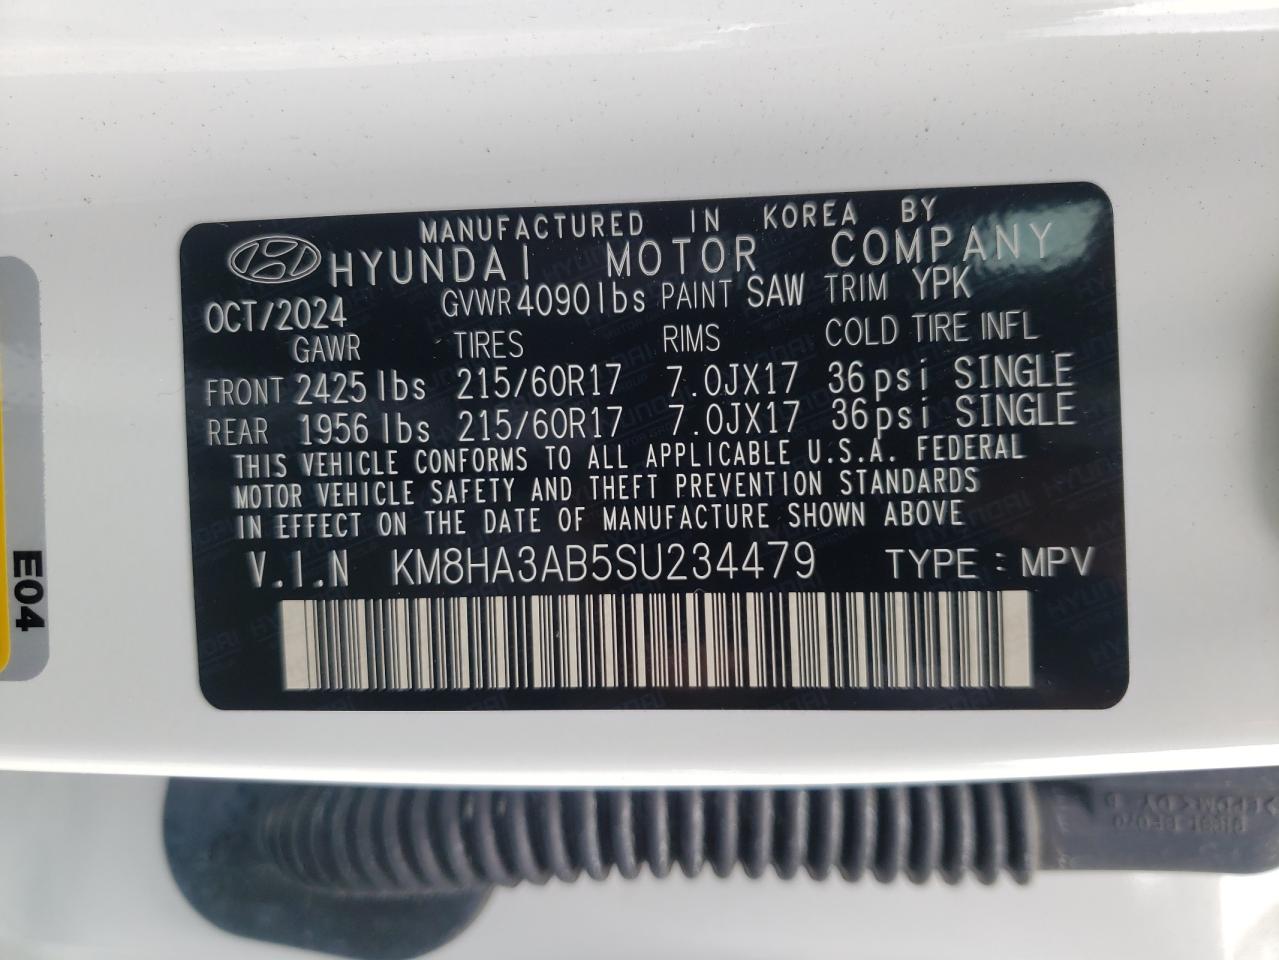 MANUFACTURED IN KOREA BY
HYUNDAI MOTOR COMPANY
OCT/2024 GVWR 4090lbs PAINT SAW TRIM YPK
GAWR TIRES RIMS COLD TIRE INFL
FRONT 2425 lbs 215/60R17 7.0JX17 36psi SINGLE
REAR 1956 lbs 215/60R17 7.0JX17 36psi SINGLE
THIS VEHICLE CONFORMS TO ALL APPLICABLE U.S.A. FEDERAL
MOTOR VEHICLE SAFETY AND THEFT PREVENTION STANDARDS
IN EFFECT ON THE DATE OF MANUFACTURE SHOWN ABOVE
V.I.N KM8HA3AB5SU234479 TYPE : MPV
E04